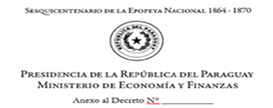 Sesquicentenario de la Epopeya Nacional 1864 - 1870
Presidencia de la República del Paraguay
Ministerio de Economía y Finanzas
Anexo al Decreto Nº